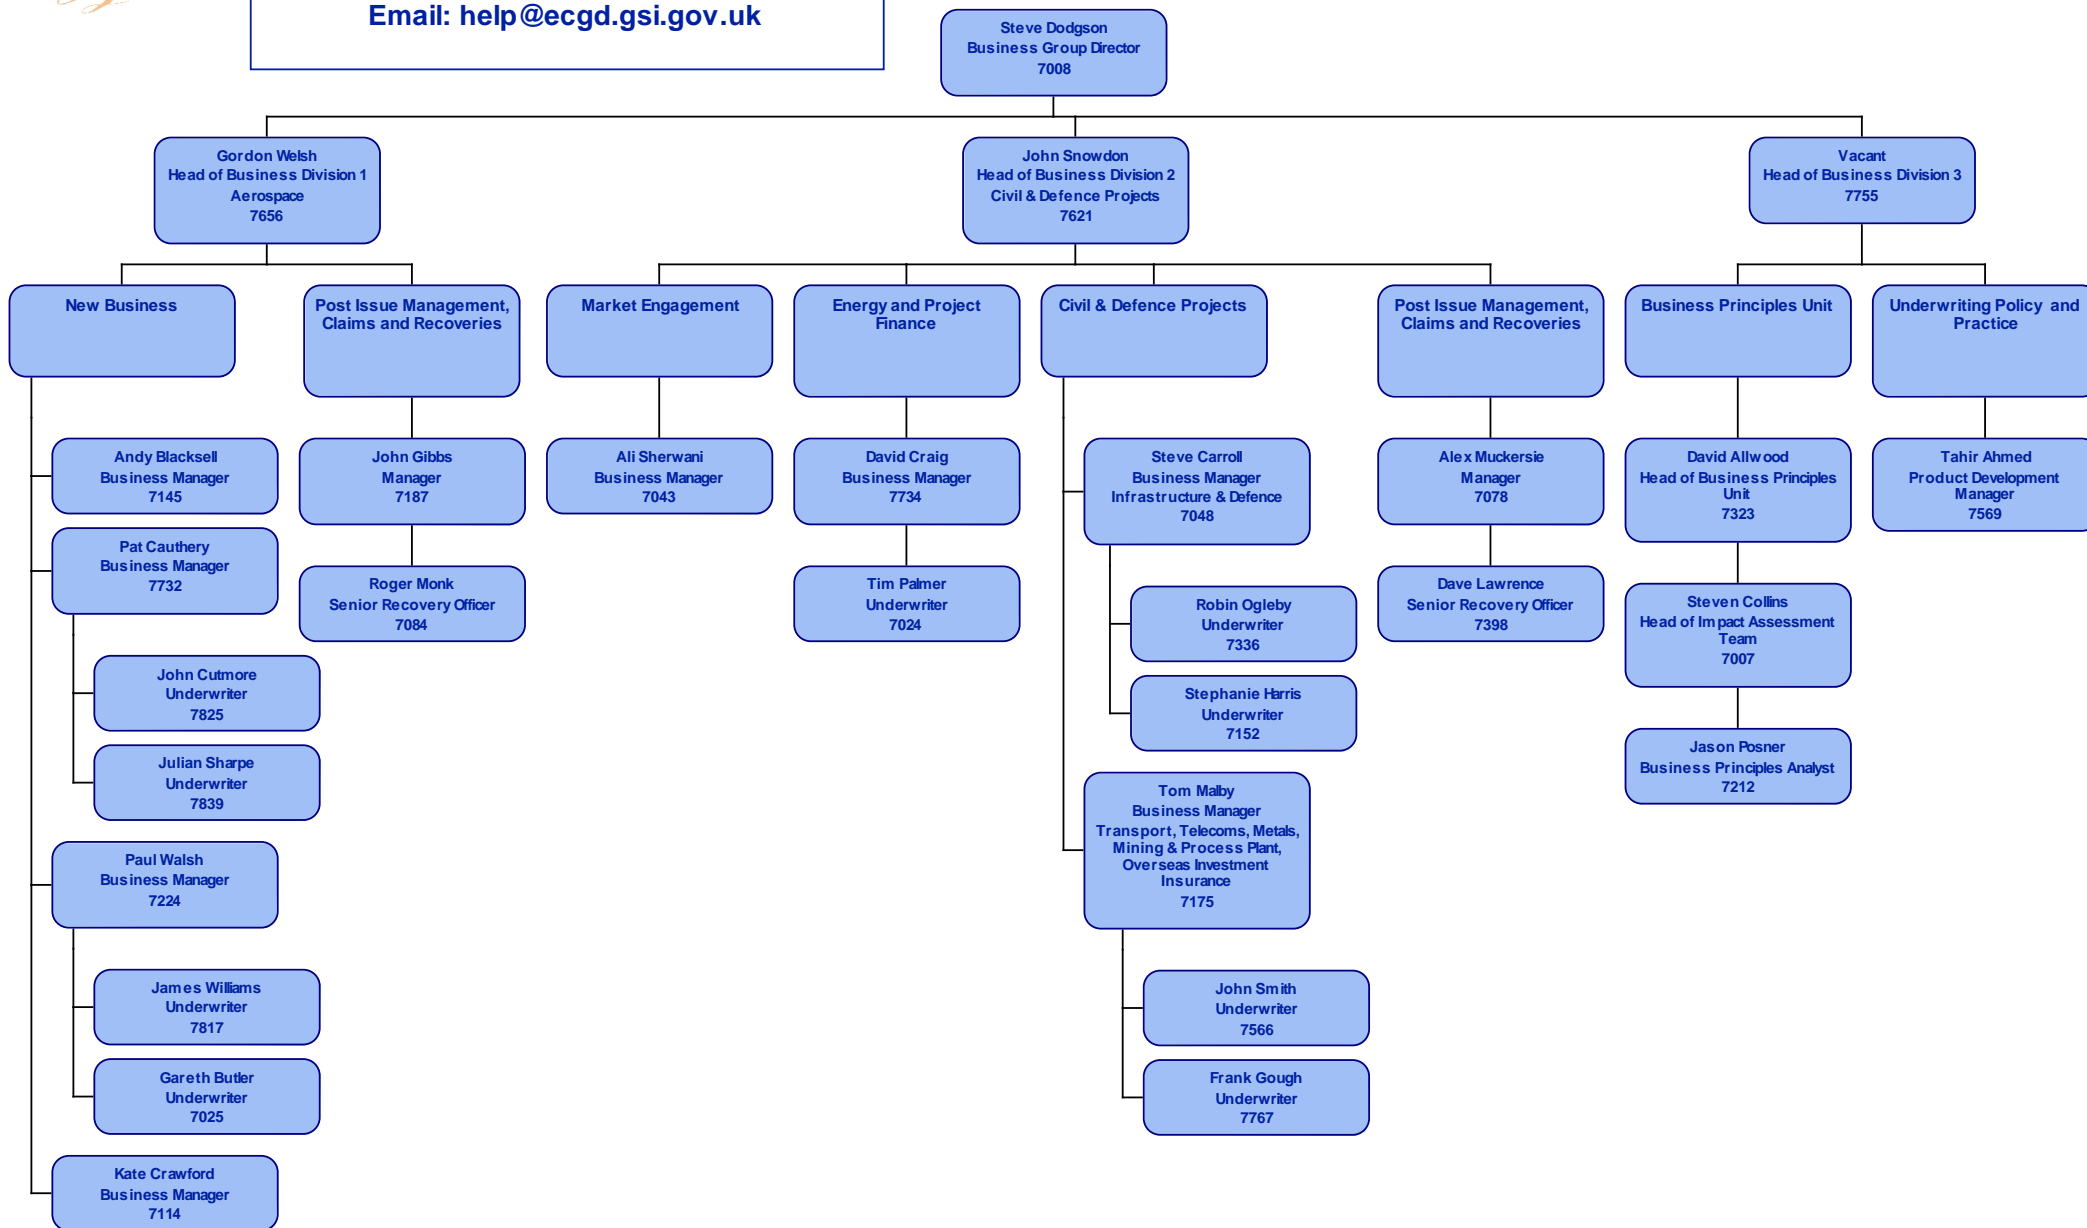 Email: help@ecgd.gsi.gov.uk
Steve Dodgson
Business Group Director
7008
Gordon Welsh
Head of Business Division 1
Aerospace
7656
John Snowdon
Head of Business Division 2
Civil & Defence Projects
7621
Vacant
Head of Business Division 3
7755
New Business
Post Issue Management,
Claims and Recoveries
Market Engagement
Energy and Project
Finance
Civil & Defence Projects
Post Issue Management,
Claims and Recoveries
Business Principles Unit
Underwriting Policy and
Practice
Andy Blacksell
Business Manager
7145
Pat Cauthery
Business Manager
7732
John Cutmore
Underwriter
7825
Julian Sharpe
Underwriter
7839
Paul Walsh
Business Manager
7224
James Williams
Underwriter
7817
Gareth Butler
Underwriter
7025
Kate Crawford
Business Manager
7114
John Gibbs
Manager
7187
Roger Monk
Senior Recovery Officer
7084
Ali Sherwani
Business Manager
7043
David Craig
Business Manager
7734
Tim Palmer
Underwriter
7024
Steve Carroll
Business Manager
Infrastructure & Defence
7048
Robin Ogleby
Underwriter
7336
Stephanie Harris
Underwriter
7152
Tom Malby
Business Manager
Transport, Telecoms, Metals,
Mining & Process Plant,
Overseas Investment
Insurance
7175
John Smith
Underwriter
7566
Frank Gough
Underwriter
7767
Alex Muckersie
Manager
7078
Dave Lawrence
Senior Recovery Officer
7398
David Allwood
Head of Business Principles
Unit
7323
Steven Collins
Head of Impact Assessment
Team
7007
Jason Posner
Business Principles Analyst
7212
Tahir Ahmed
Product Development
Manager
7569